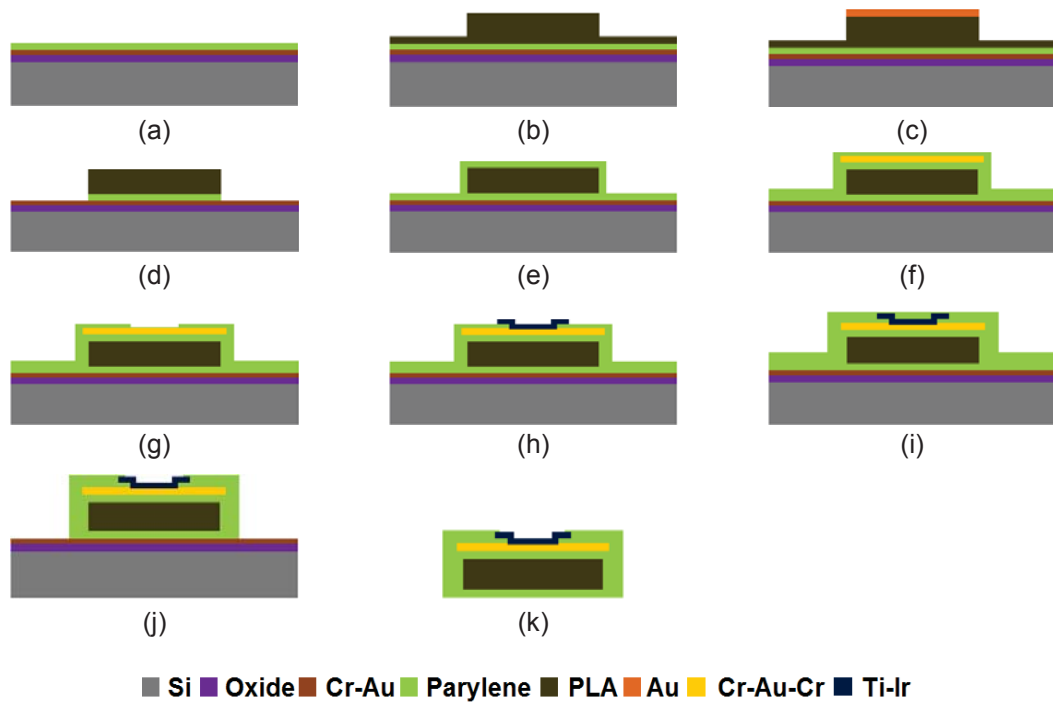 (a) (b) (c)
(d) (e) (f)
(g) (h) (i)
(j) (k)
Si Oxide Cr-Au Parylene PLA Au Cr-Au-Cr Ti-Ir